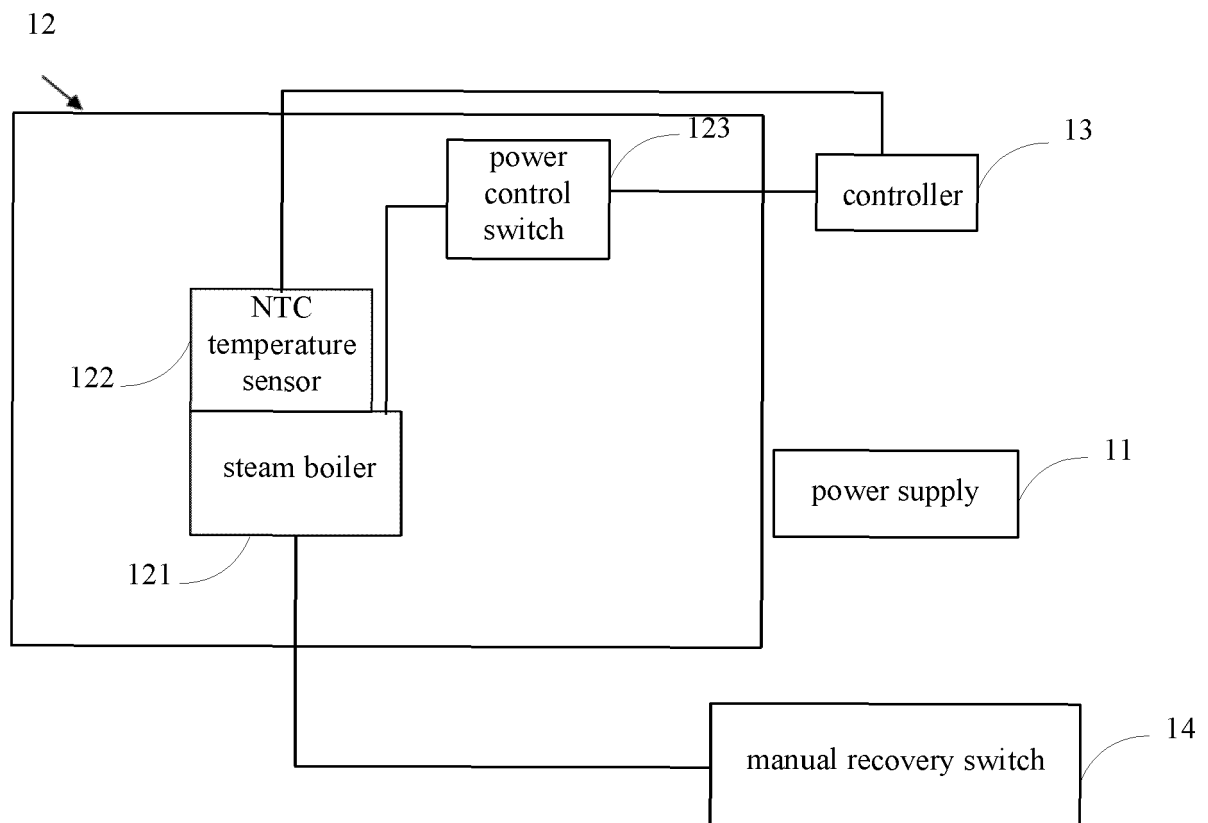 12
123
13
power
control
switch
controller
NTC
temperature
sensor
122
steam boiler
11
power supply
121
14
manual recovery switch